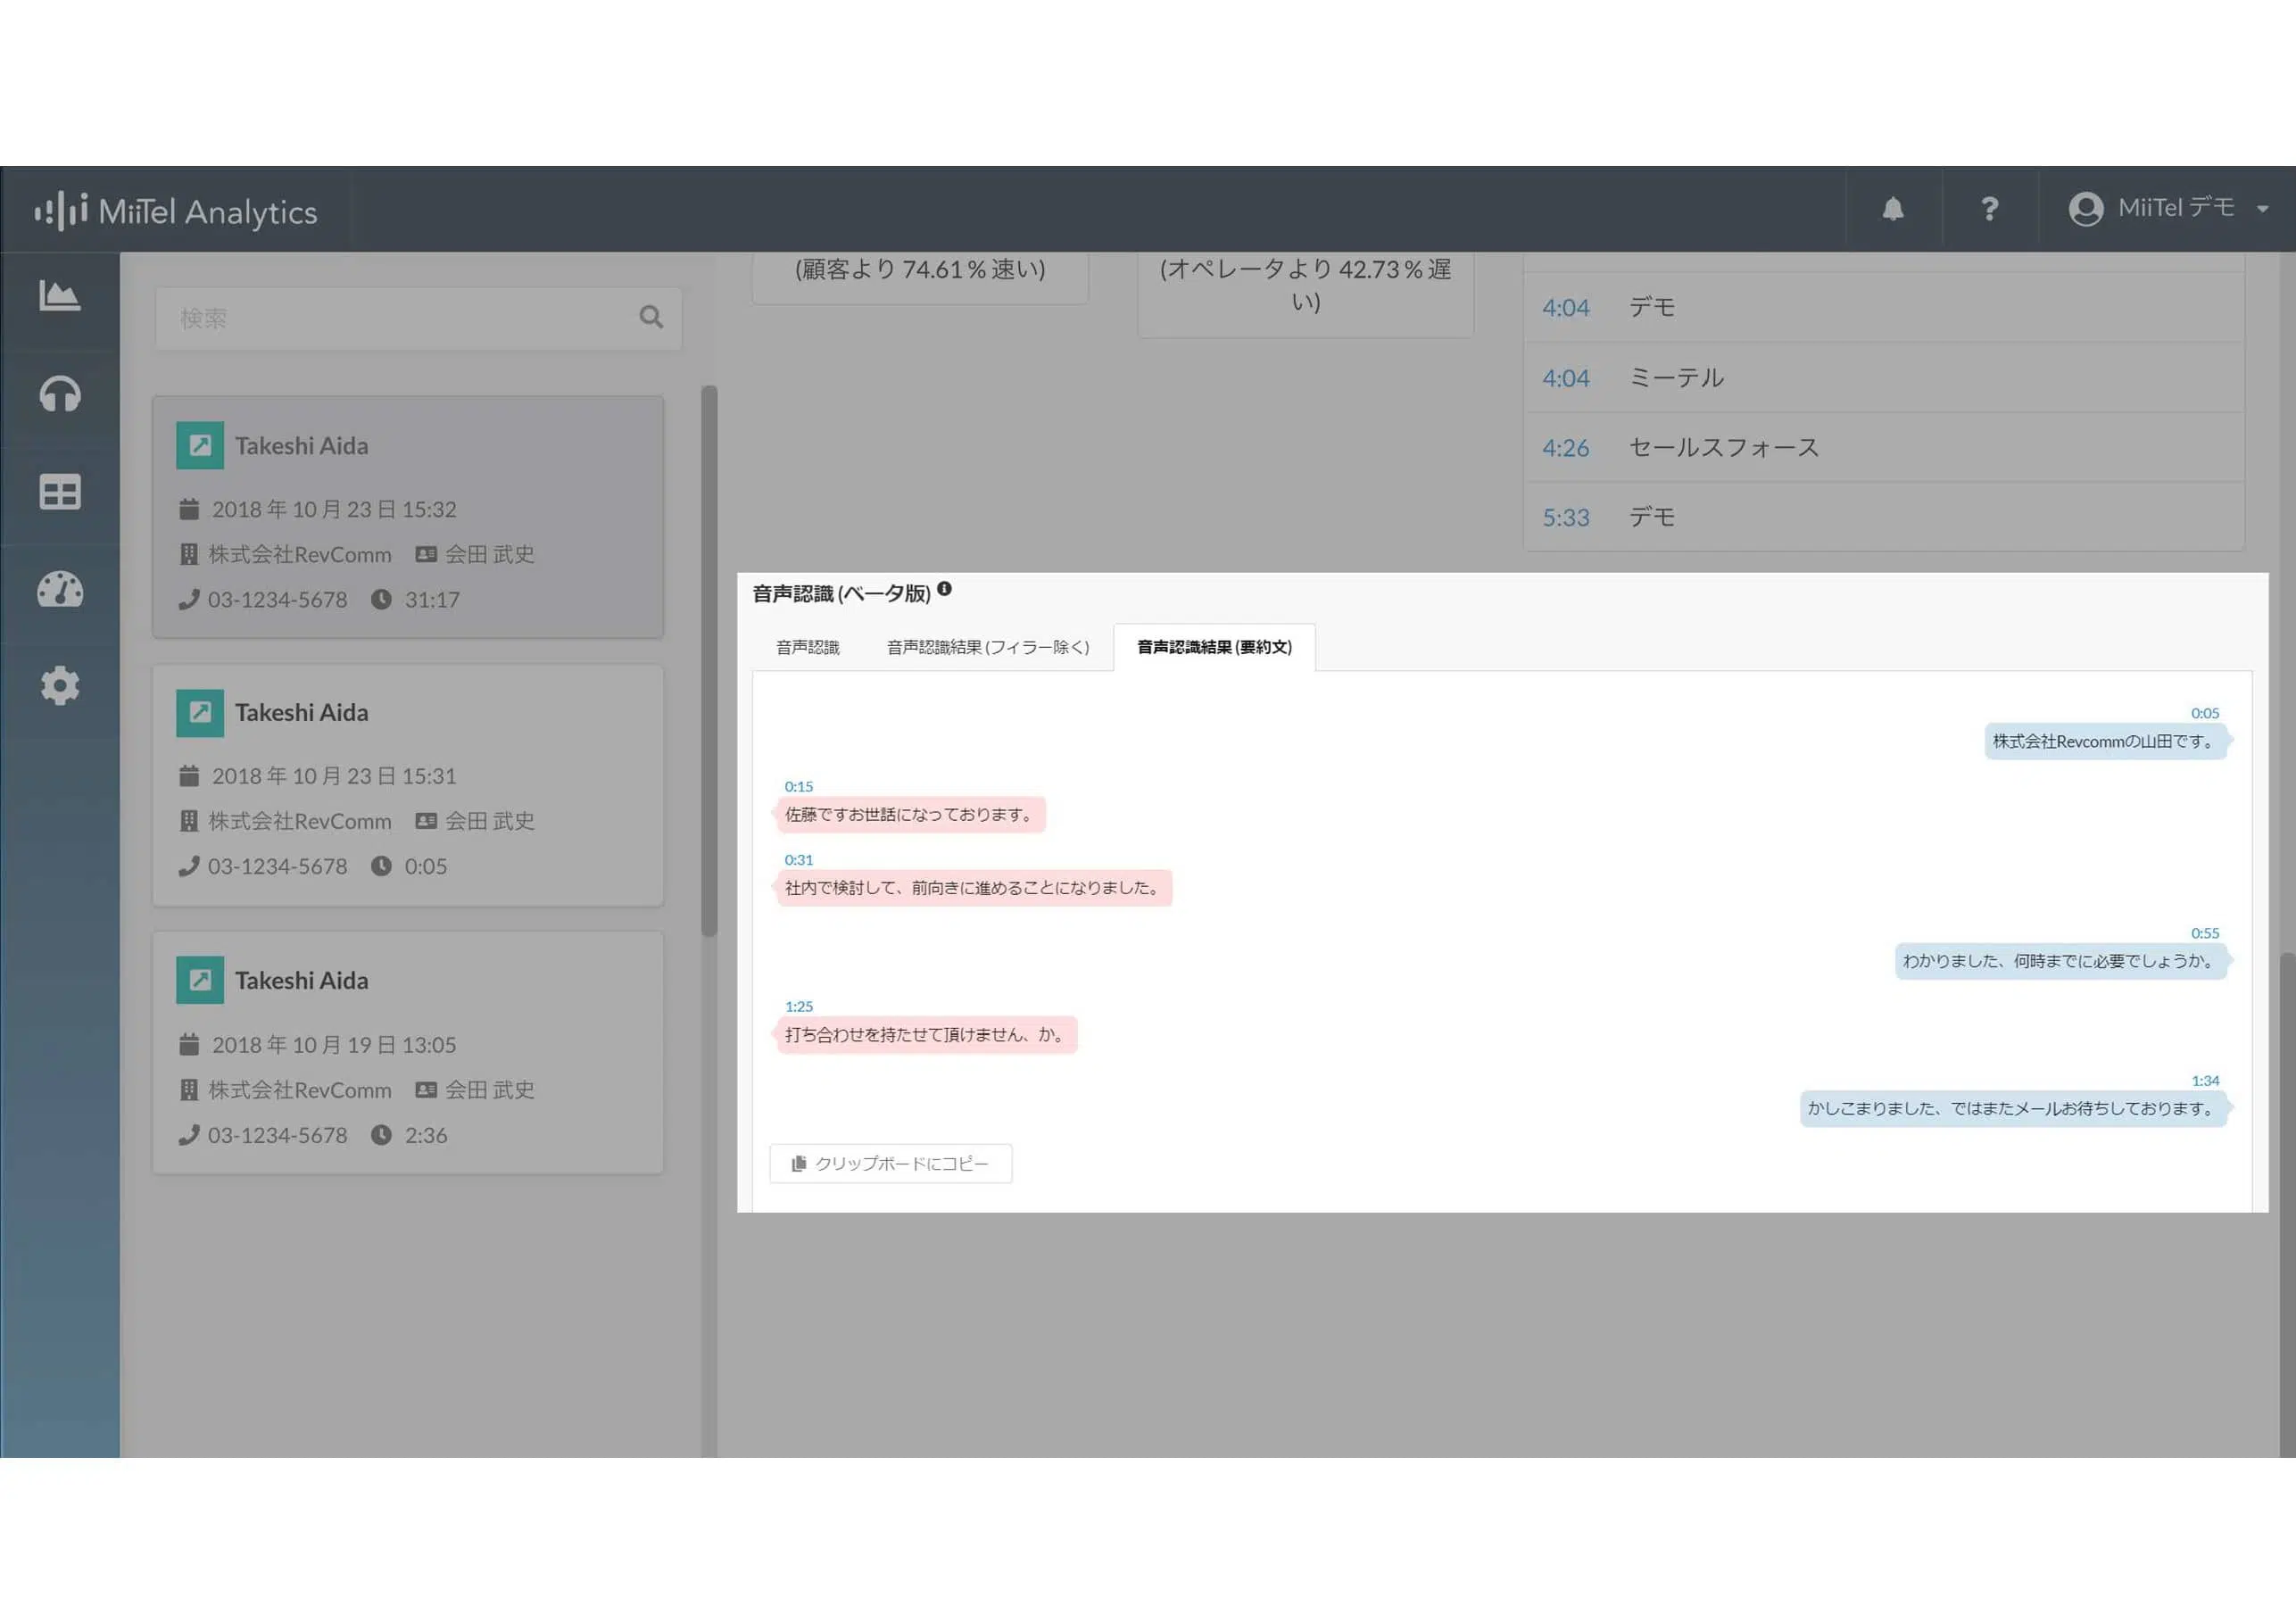 MiiTel Analytics
MiiTel デモ
検索
Takeshi Aida
2018 年 10 月 23 日 15:32
株式会社RevComm 会田 武史
03-1234-5678 31:17
Takeshi Aida
2018 年 10 月 23 日 15:31
株式会社RevComm 会田 武史
03-1234-5678 0:05
Takeshi Aida
2018 年 10 月 19 日 13:05
株式会社RevComm 会田 武史
03-1234-5678 2:36
(顧客より 74.61 % 速い)
(オペレータより 42.73 % 遅
い)
4:04 デモ
4:04 ミーテル
4:26 セールスフォース
5:33 デモ
音声認識 (ベータ版)
音声認識 音声認識結果 (フィラー除く) 音声認識結果 (要約文)
0:05
株式会社Revcommの山田です。
0:15
佐藤ですお世話になっております。
0:31
社内で検討して、前向きに進めることになりました。
0:55
わかりました、何時までに必要でしょうか。
1:25
打ち合わせを持たせて頂けません、か。
1:34
かしこまりました、ではまたメールお待ちしております。
クリップボードにコピー